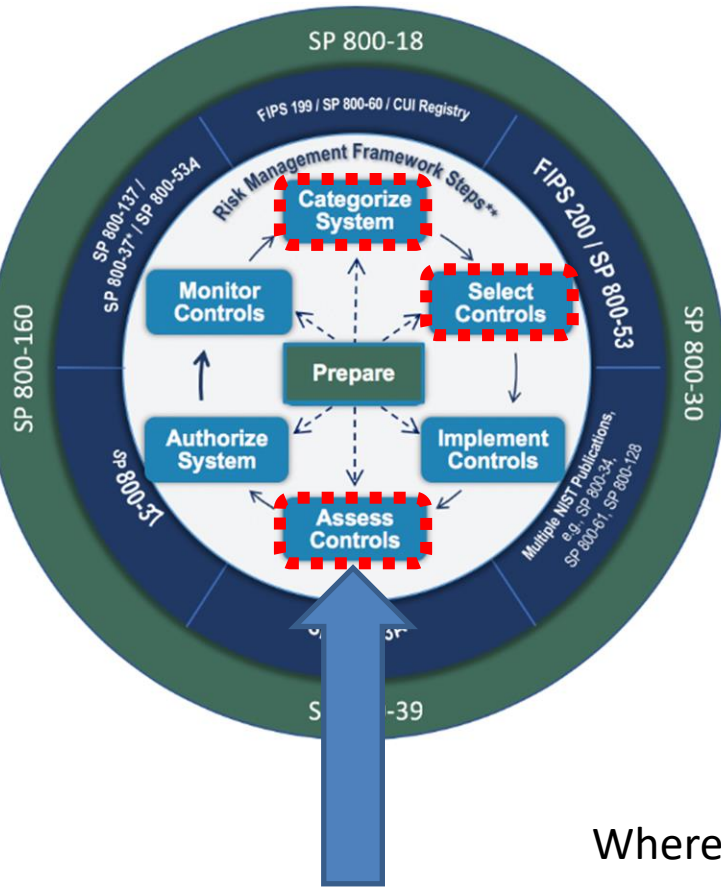 SP 800-18
FIPS 199 / SP 800-60 / CUI Registry
Risk Management Framework Steps**
Categorize
System
SP 800-137 /
SP 800-37* / SP 800-53A
FIPS 200 / SP 800-53
Monitor
Controls
Select
Controls
SP 800-160
Prepare
SP 800-30
Authorize
System
Implement
Controls
SP 800-37
Assess
Controls
Multiple NIST Publications,
e.g., SP 800-34,
SP 800-61, SP 800-128
S
-39
Where